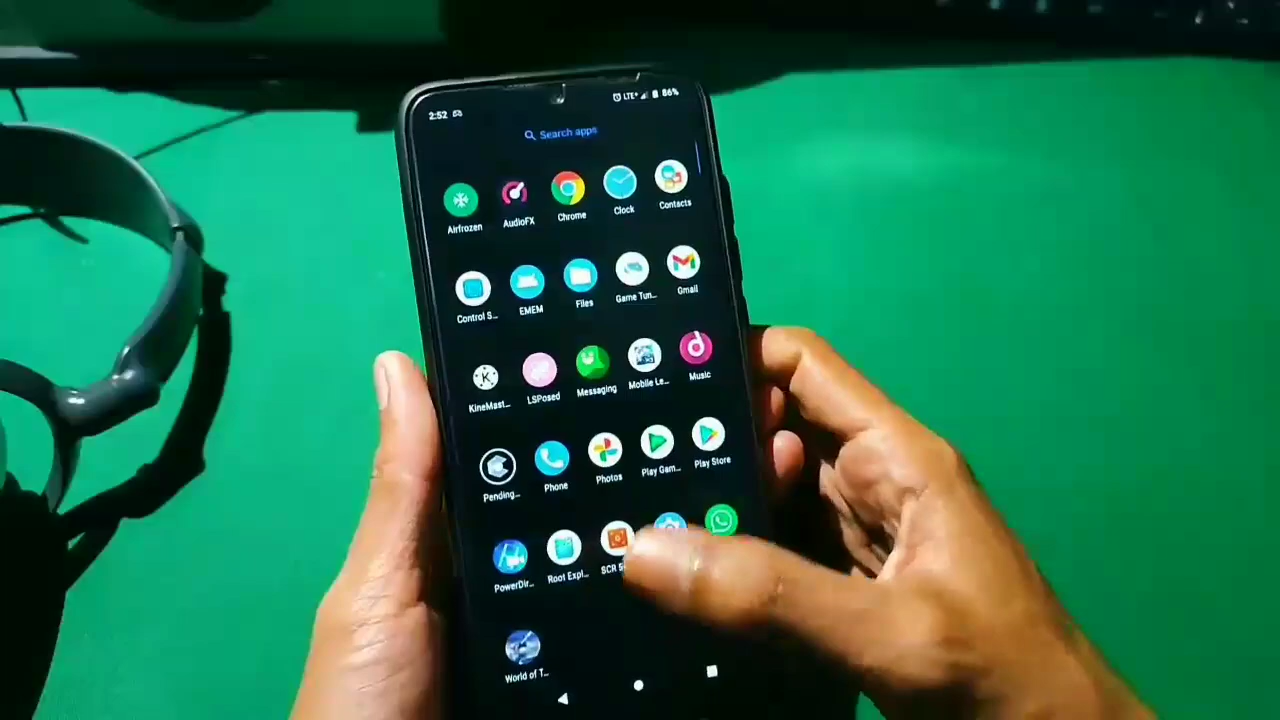 2:52 LTE+ 86%
Search apps
Airfrozen AudioFX Chrome Clock Contacts
Control S... EMEM Files Game Tun... Gmail
KineMast... LSPosed Messaging Mobile Le... Music
Pending... Phone Photos Play Gam... Play Store
PowerDir... Root Expl... SCR
World of T...